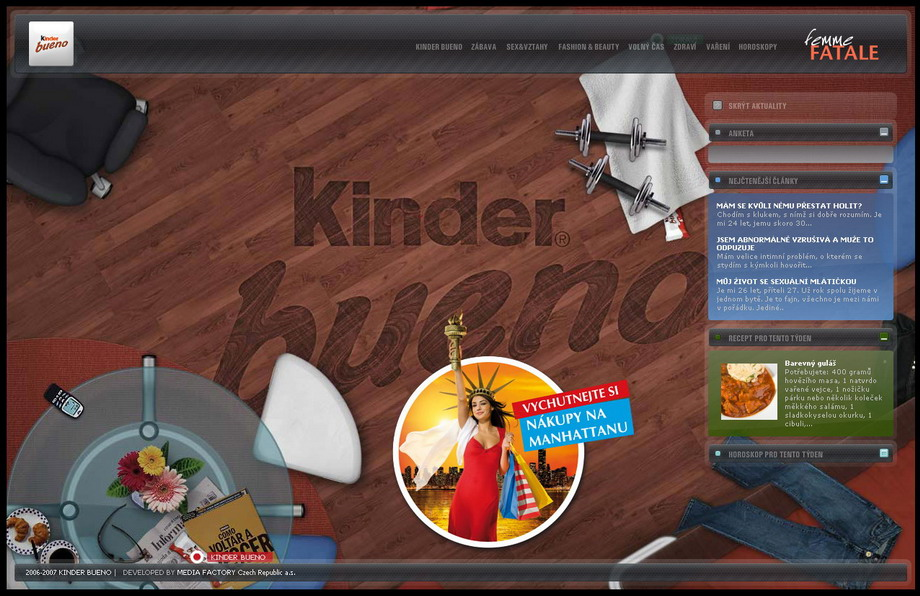 Kinder
bueno
KINDER BUENO ZÁBAVA SEX&VZTAHY FASHION & BEAUTY VOLNÝ ČAS ZDRAVÍ VAŘENÍ HOROSKOPY
femme
FATALE
SKRÝT AKTUALITY
ANKETA
NEJČTENĚJŠÍ ČLÁNKY
MÁM SE KVŮLI NĚMU PŘESTAT HOLIT?
Chodím s klukem, s nímž si dobře rozumím. Je
mi 24 let, jemu skoro 30...
JSEM ABNORMÁLNĚ VZRUŠIVÁ A MUŽE TO
ODPUZUJE
Mám velice intimní problém, o kterém se
stydím s kýmkoli hovořit...
MŮJ ŽIVOT SE SEXUÁLNÍ MLÁTIČKOU
Je mi 26 let, příteli 27. Už rok spolu žijeme v
jednom bytě. Je to fajn, všechno je mezi námi
v pořádku. Jediné..
RECEPT PRO TENTO TÝDEN
Barevný guláš
Potřebujete: 400 gramů
hovězího masa, 1 natvrdo
vařené vejce, 1 nožičku
párku nebo několik koleček
měkkého salámu, 1
sladkokyselou okurku, 1
cibuli,...
HOROSKOP PRO TENTO TÝDEN
Kinder®
bueno
VYCHUTNEJTE SI
NÁKUPY NA
MANHATTANU
CÓMO
VOLTAR A
KINDER BUENO
2006-2007 KINDER BUENO | DEVELOPED BY MEDIA FACTORY Czech Republic a.s.